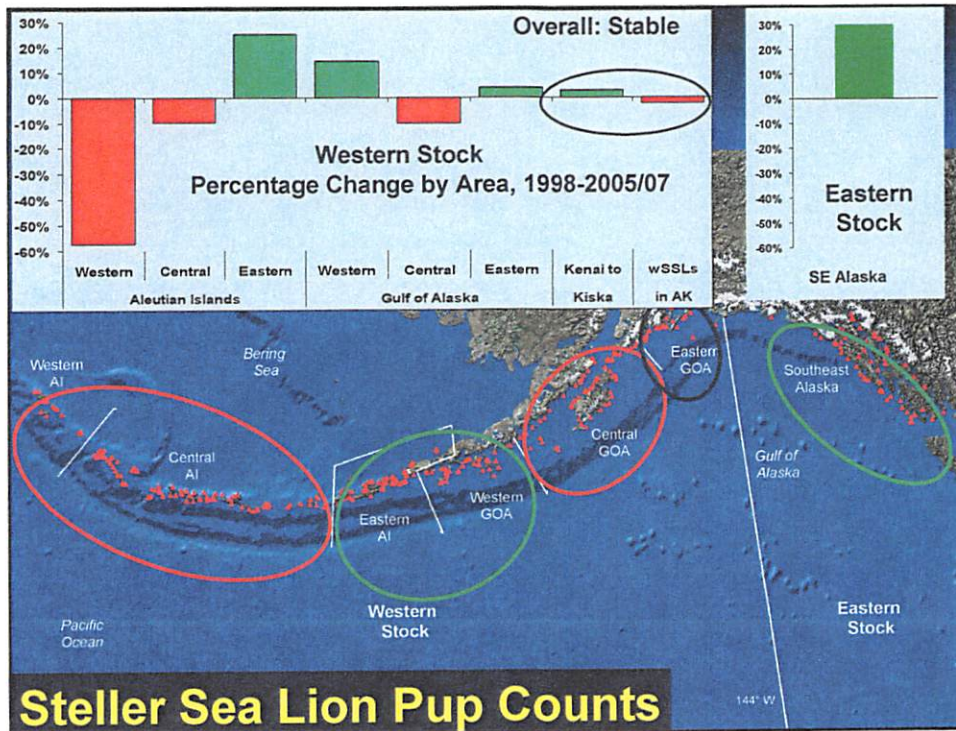 30%
20%
10%
0%
-10%
-20%
-30%
-40%
-50%
-60%
Overall: Stable
Western Stock
Percentage Change by Area, 1998-2005/07
Western Central Eastern Western Central Eastern Kenai to wSSLs
Aleutian Islands Gulf of Alaska Kiska in AK
30%
20%
10%
0%
-10%
-20%
-30%
-40%
-50%
-60%
Eastern
Stock
SE Alaska
Western
AI
Bering
Sea
Central
AI
Eastern
AI
Western
GOA
Central
GOA
Eastern
GOA
Southeast
Alaska
Gulf of
Alaska
Pacific
Ocean
Western
Stock
Eastern
Stock
144° W
Steller Sea Lion Pup Counts